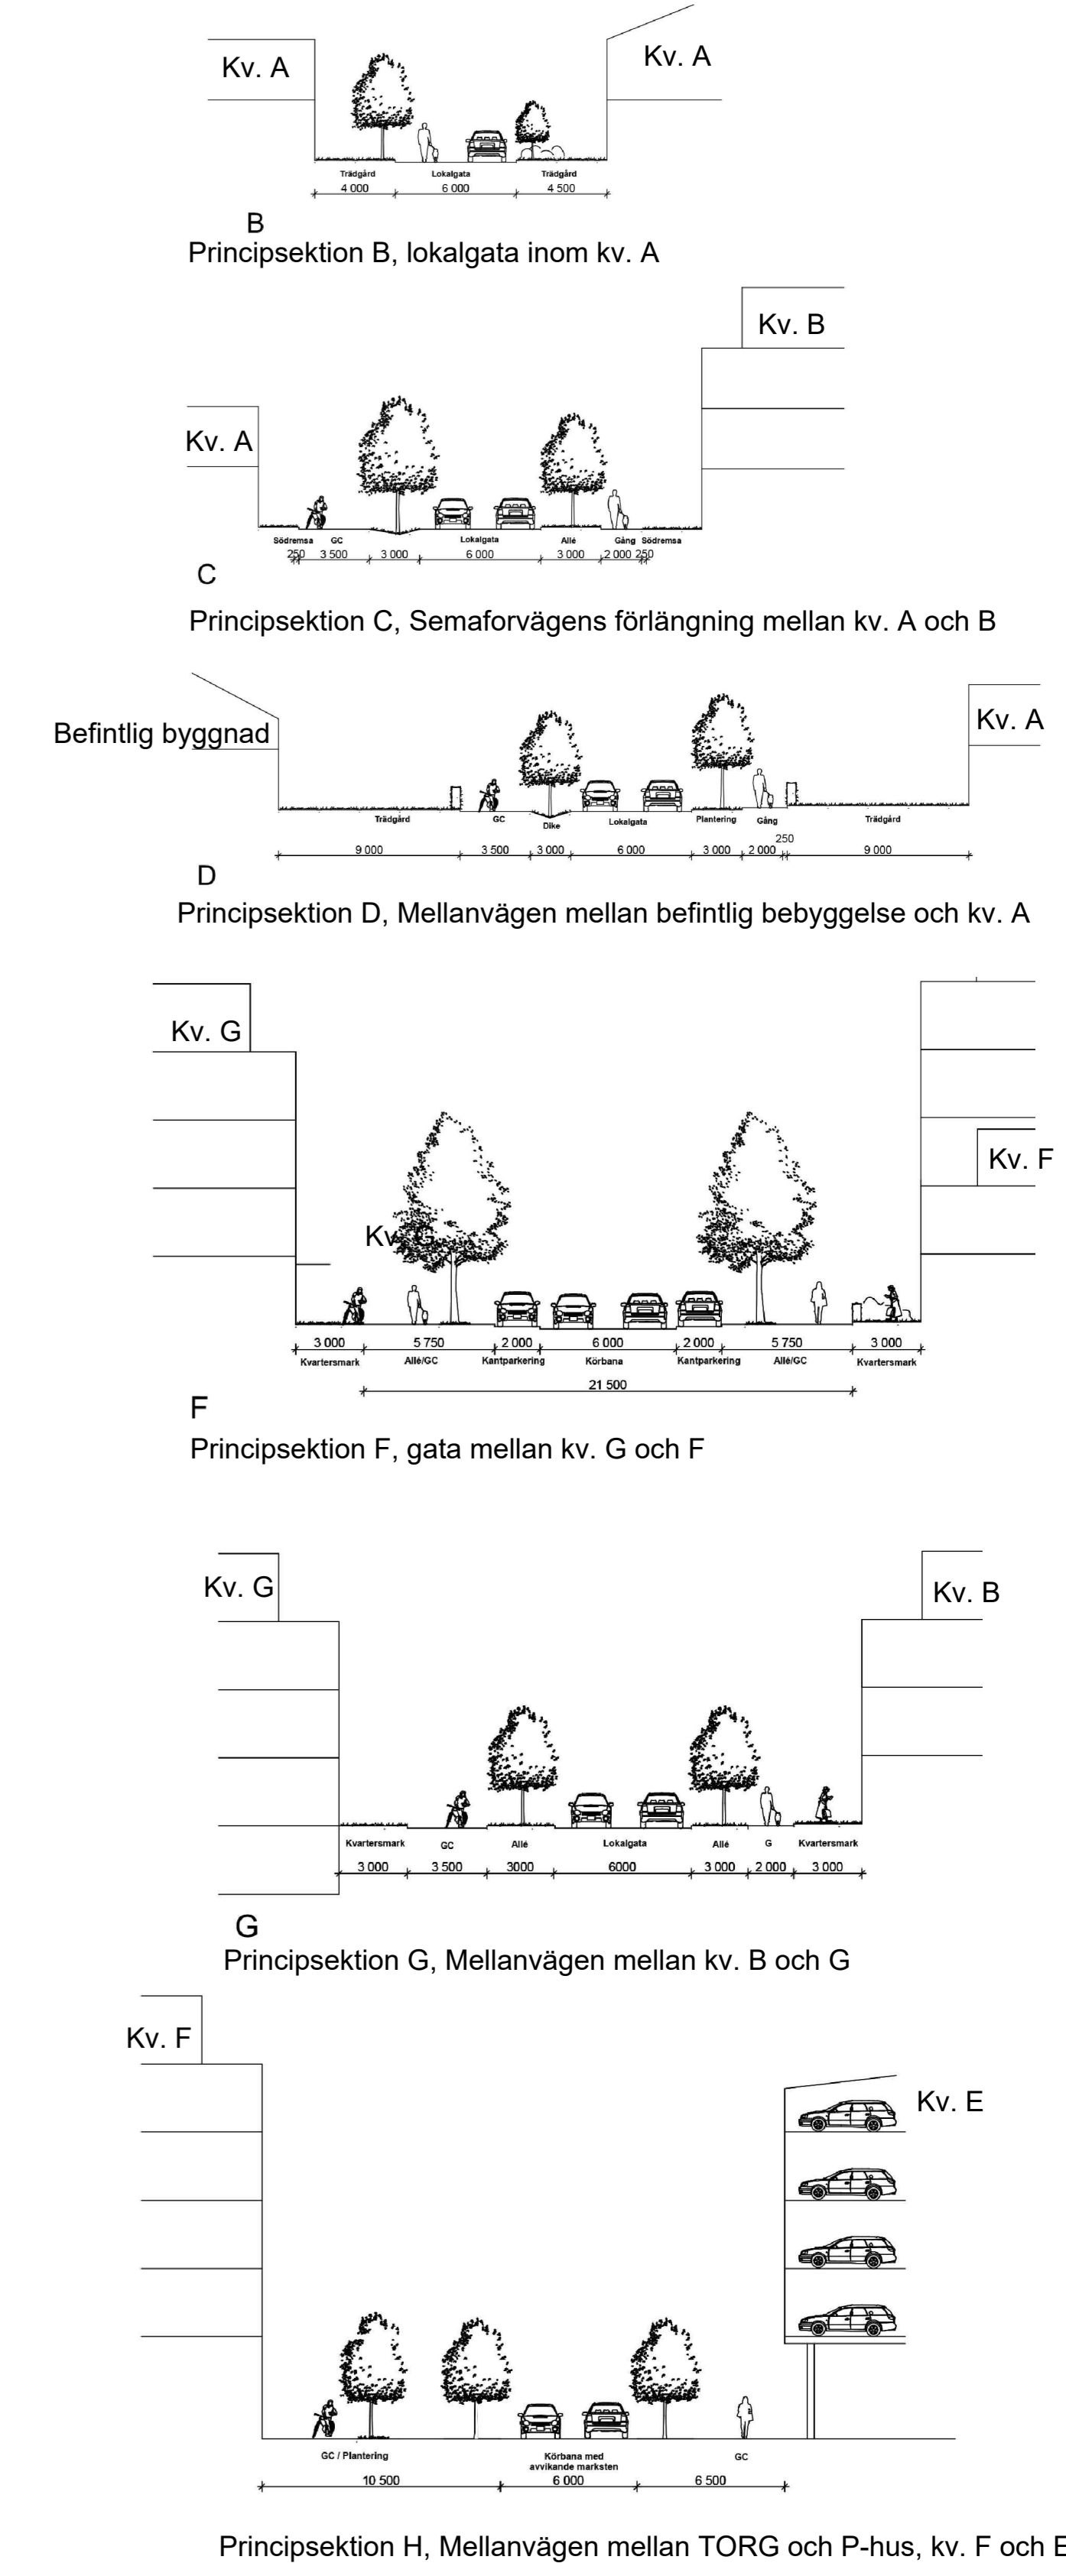 Kv. A
Kv. A
Trädgård Lokalgata Trädgård
4 000 6 000 4 500
B
Principsektion B, lokalgata inom kv. A
Kv. B
Kv. A
Södremsa GC Lokalgata Allé Gång Södremsa
250 3 500 3 000 6 000 3 000 2 000 250
C
Principsektion C, Semaforvägens förlängning mellan kv. A och B
Befintlig byggnad
Kv. A
Trädgård GC Dike Lokalgata Plantering Gång Trädgård
250
9 000 3 500 3 000 6 000 3 000 2 000 9 000
D
Principsektion D, Mellanvägen mellan befintlig bebyggelse och kv. A
Kv. G
Kv. F
Kv. G
3 000 5 750 2 000 6 000 2 000 5 750 3 000
Kvartersmark Allé/GC Kantparkering Körbana Kantparkering Allé/GC Kvartersmark
21 500
F
Principsektion F, gata mellan kv. G och F
Kv. G
Kv. B
Kvartersmark GC Allé Lokalgata Allé G Kvartersmark
3 000 3 500 3000 6000 3 000 2 000 3 000
G
Principsektion G, Mellanvägen mellan kv. B och G
Kv. F
Kv. E
GC / Plantering Körbana med GC
avvikande marksten
10 500 6 000 6 500
Principsektion H, Mellanvägen mellan TORG och P-hus, kv. F och E